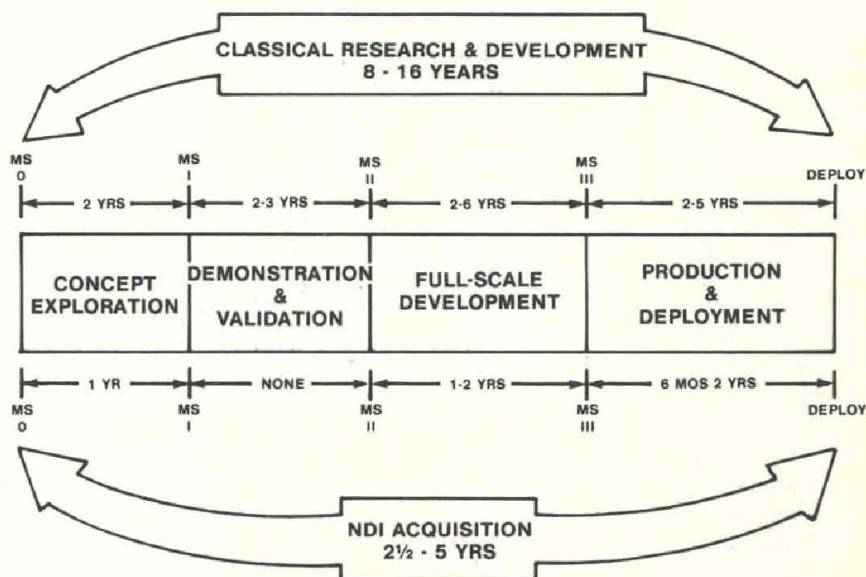 CLASSICAL RESEARCH & DEVELOPMENT
8 - 16 YEARS
MS
0
MS
I
MS
II
MS
III
DEPLOY
2 YRS
2-3 YRS
2-6 YRS
2-5 YRS
CONCEPT
EXPLORATION
DEMONSTRATION
&
VALIDATION
FULL-SCALE
DEVELOPMENT
PRODUCTION
&
DEPLOYMENT
1 YR
NONE
1-2 YRS
6 MOS 2 YRS
MS
0
MS
I
MS
II
MS
III
DEPLOY
NDI ACQUISITION
2½ - 5 YRS